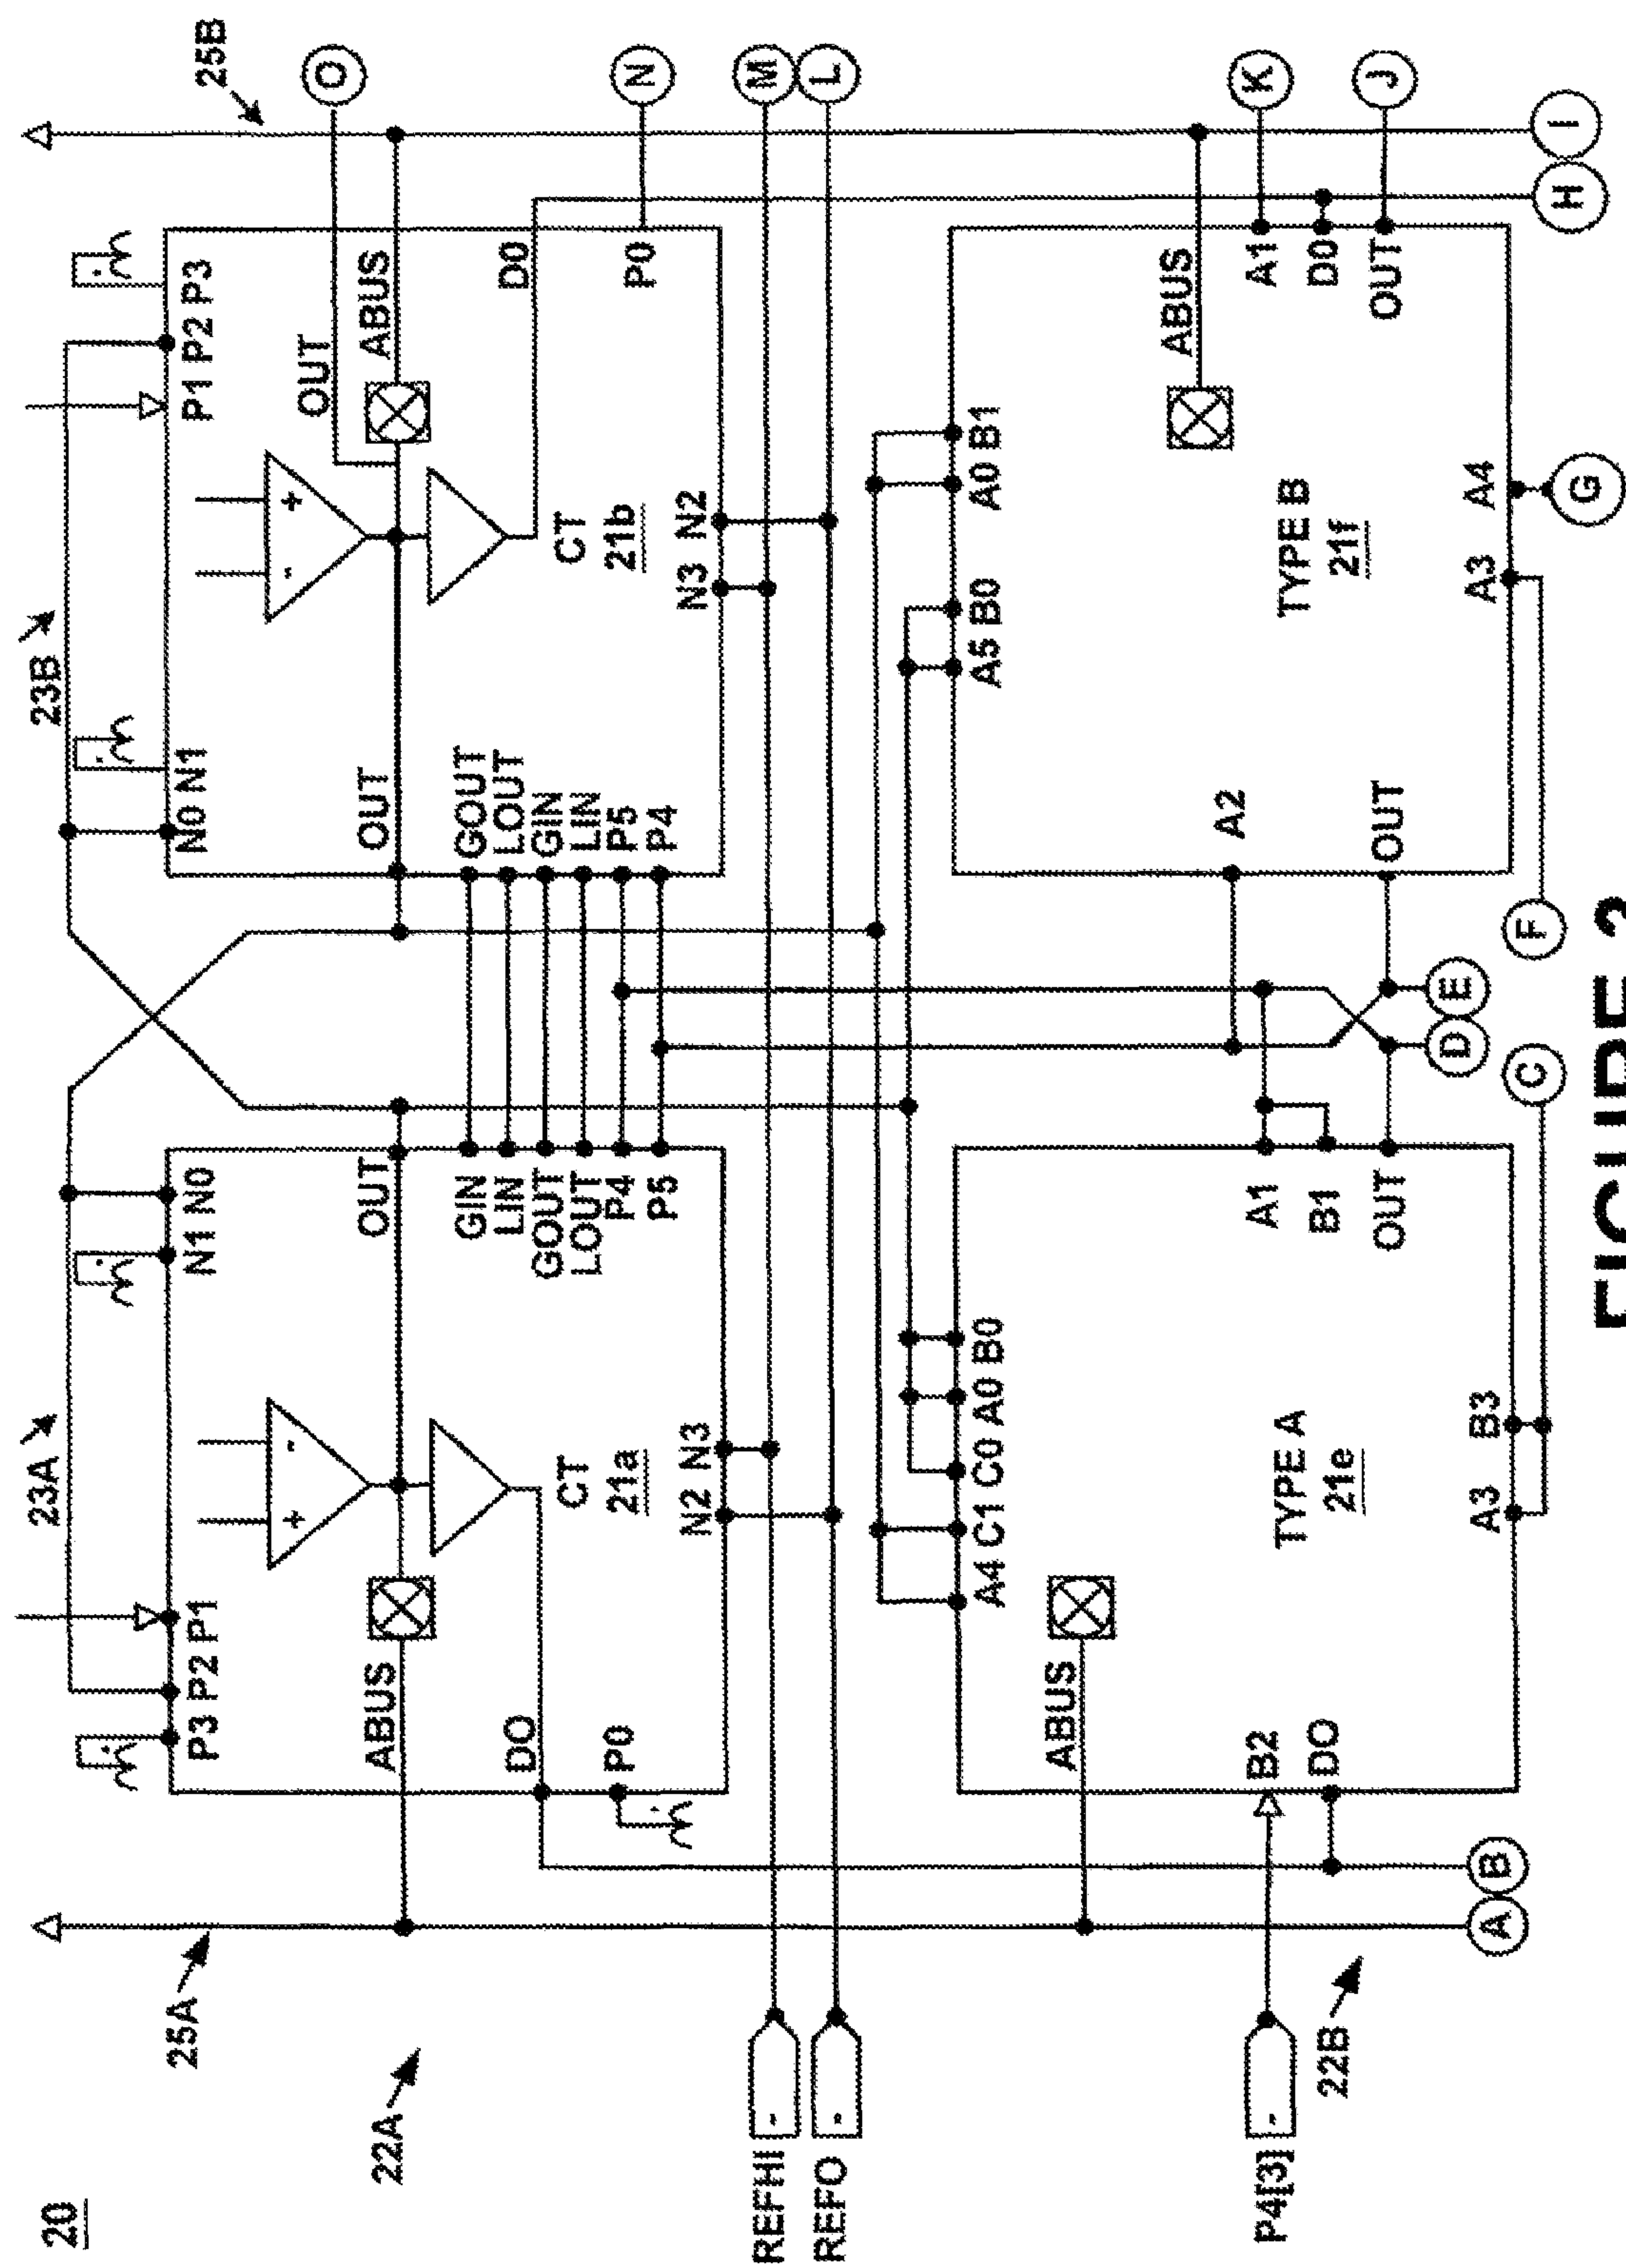 20
22A
25A
25B
23A
23B
P3 P2 P1
N1 N0
N0 N1
P1 P2 P3
ABUS
OUT
OUT
OUT
ABUS
+
-
-
+
O
DO
P0
CT
21a
GIN
LIN
GOUT
LOUT
P4
P5
GOUT
LOUT
GIN
LIN
P5
P4
CT
21b
D0
P0
N
N2 N3
N3 N2
REFHI -
M
REFO -
L
A4 C1 C0 A0 B0
A5 B0
A0 B1
ABUS
ABUS
P4[3] -
B2
DO
TYPE A
21e
A1
B1
OUT
A2
OUT
TYPE B
21f
A1
D0
OUT
K
J
A3 B3
A3 A4
22B
A
B
C
D
E
F
G
H
I